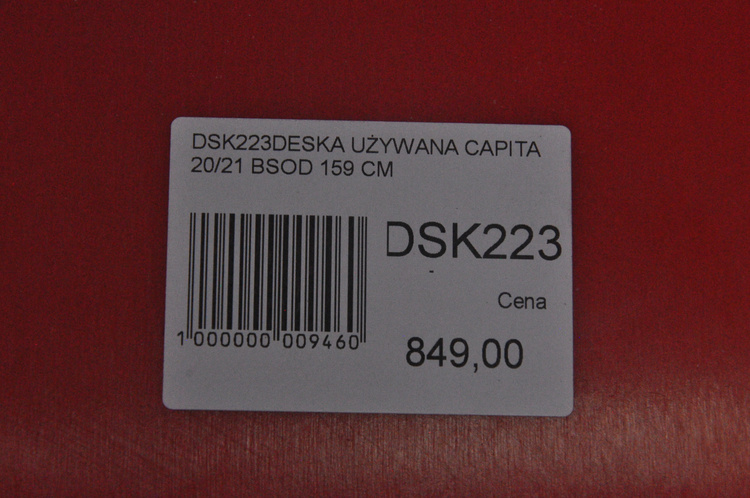 DSK223DESKA UŻYWANA CAPITA
20/21 BSOD 159 CM
DSK223
-
Cena
849,00
1 000000 009460